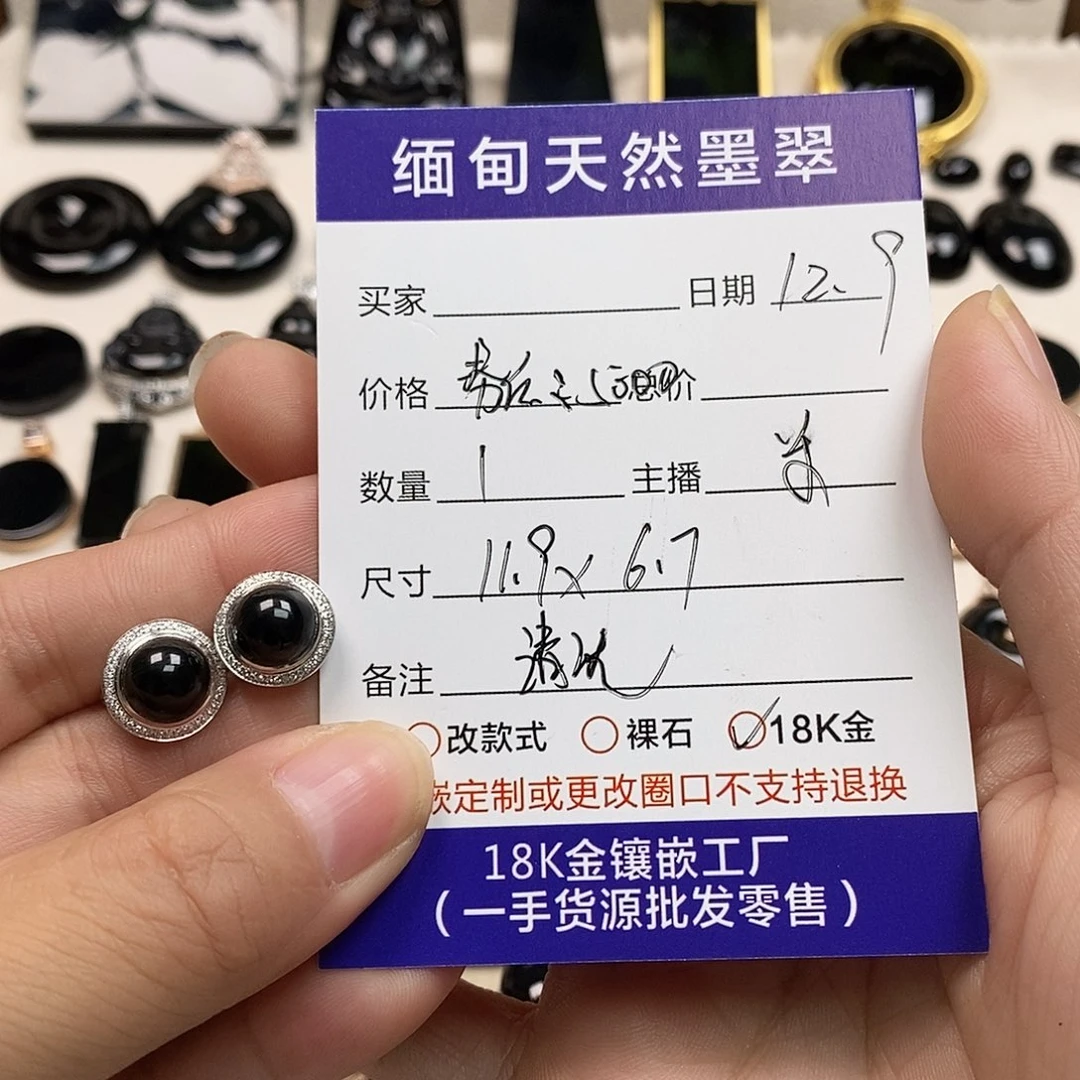 缅甸天然墨翠
买家 日期 12.9
价格 总价
数量 1 主播
尺寸 11.9x6.7
备注
改款式 裸石 18K金
嵌定制或更改圈口不支持退换
18K金镶嵌工厂
(一手货源批发零售)